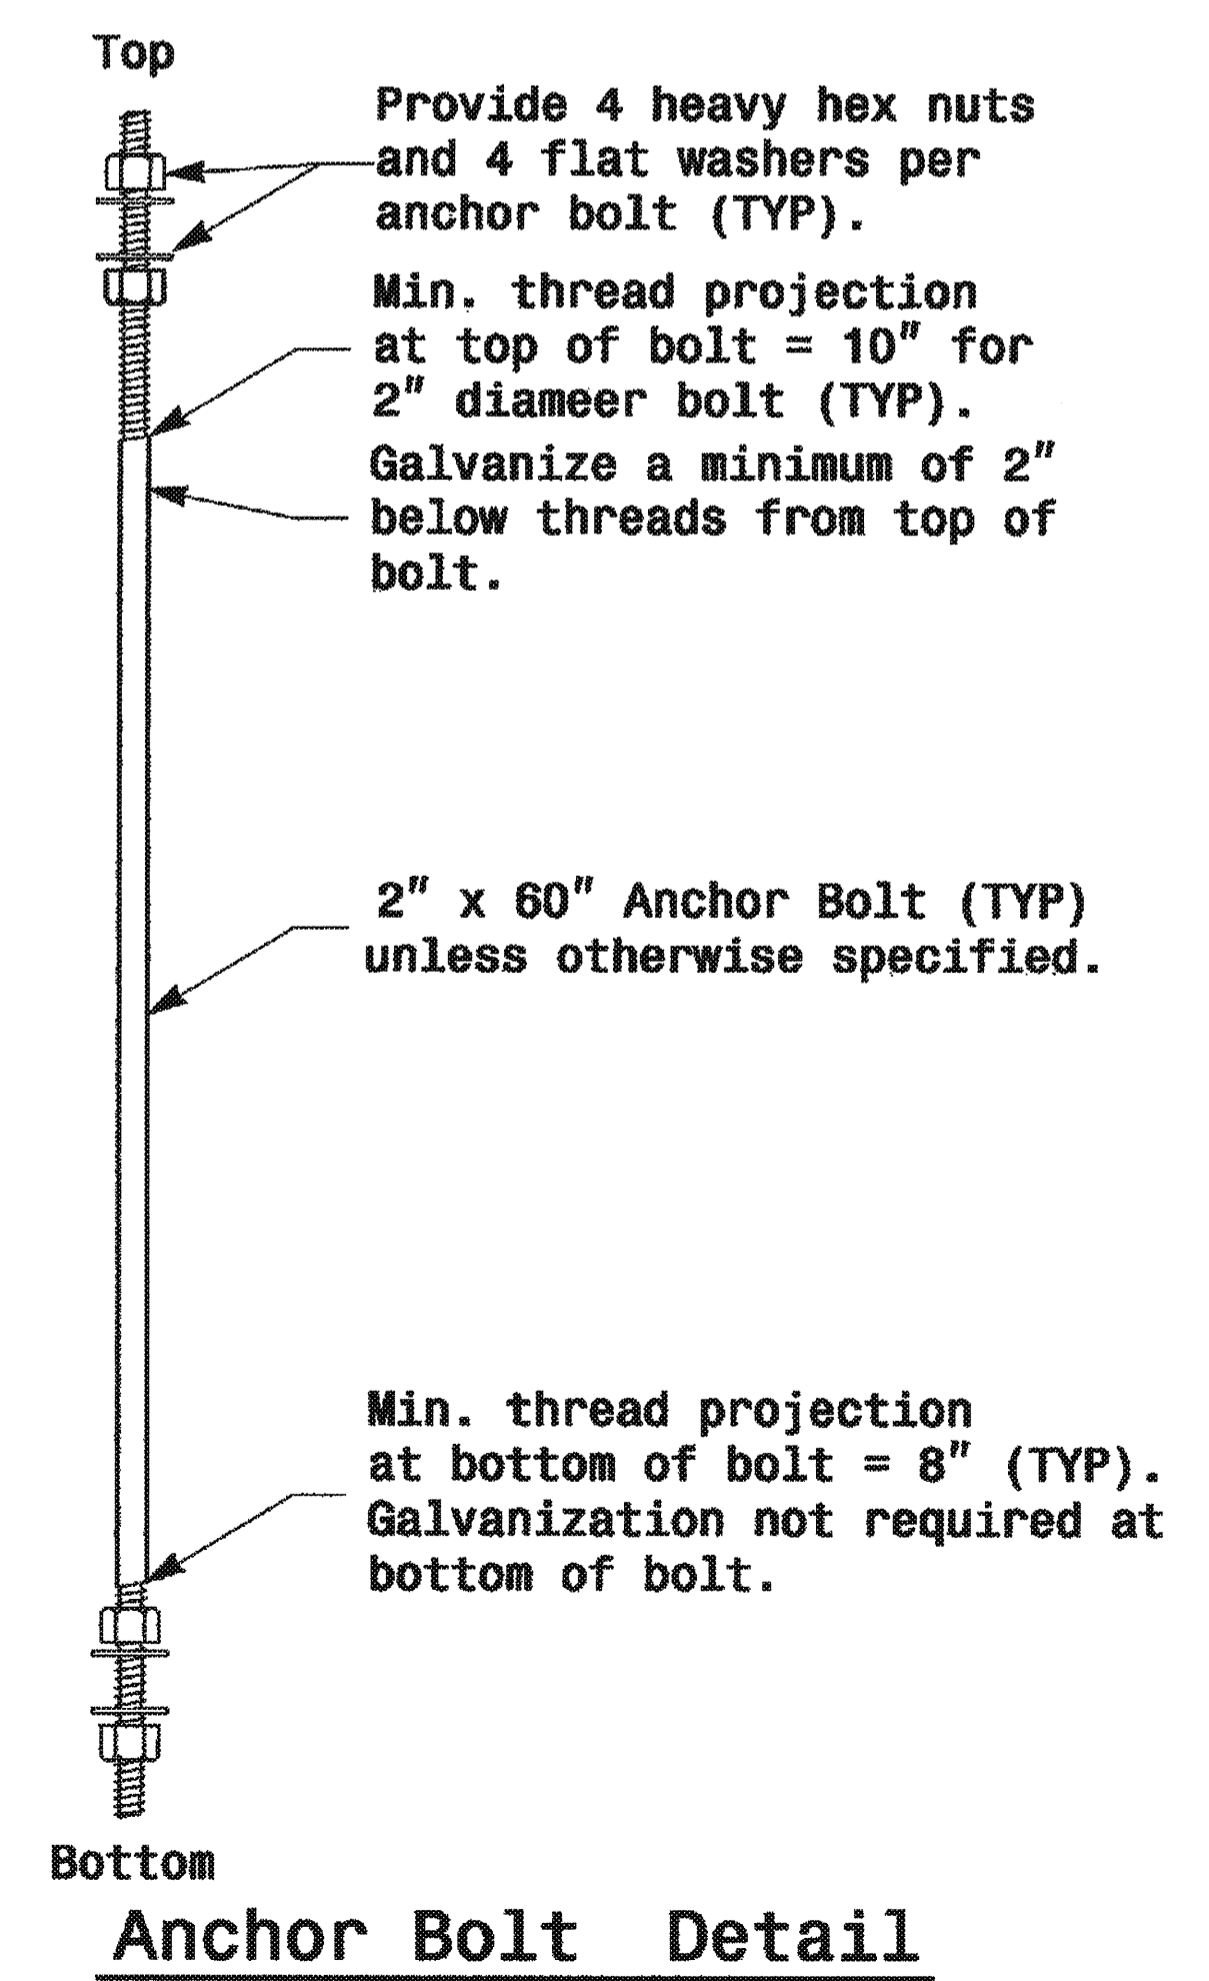 Top
Provide 4 heavy hex nuts
and 4 flat washers per
anchor bolt (TYP).
Min. thread projection
at top of bolt = 10" for
2" diameer bolt (TYP).
Galvanize a minimum of 2"
below threads from top of
bolt.
2" x 60" Anchor Bolt (TYP)
unless otherwise specified.
Min. thread projection
at bottom of bolt = 8" (TYP).
Galvanization not required at
bottom of bolt.
Bottom
Anchor Bolt Detail